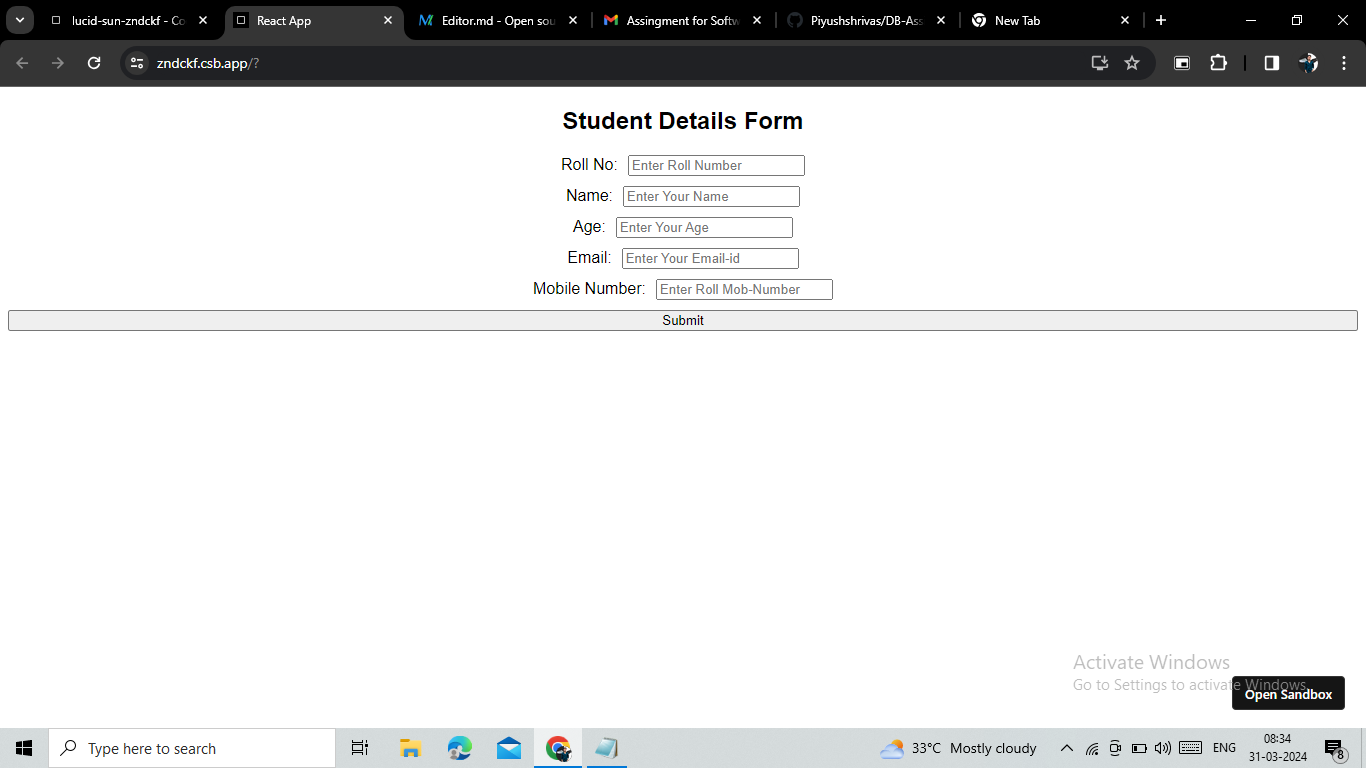 lucid-sun-zndckf - Co
React App
Editor.md - Open sou
Assingment for Softw
Piyushshrivas/DB-Ass
New Tab
zndckf.csb.app/?
Student Details Form
Roll No: Enter Roll Number
Name: Enter Your Name
Age: Enter Your Age
Email: Enter Your Email-id
Mobile Number: Enter Roll Mob-Number
Submit
Activate Windows
Go to Settings to activate Windows.
Open Sandbox
Type here to search
33°C Mostly cloudy
ENG
08:34
31-03-2024
8